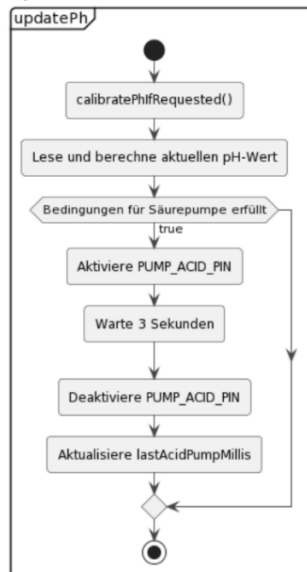 updatePh
calibratePhIfRequested()
Lese und berechne aktuellen pH-Wert
Bedingungen für Säurepumpe erfüllt
true
Aktiviere PUMP_ACID_PIN
Warte 3 Sekunden
Deaktiviere PUMP_ACID_PIN
Aktualisiere lastAcidPumpMillis